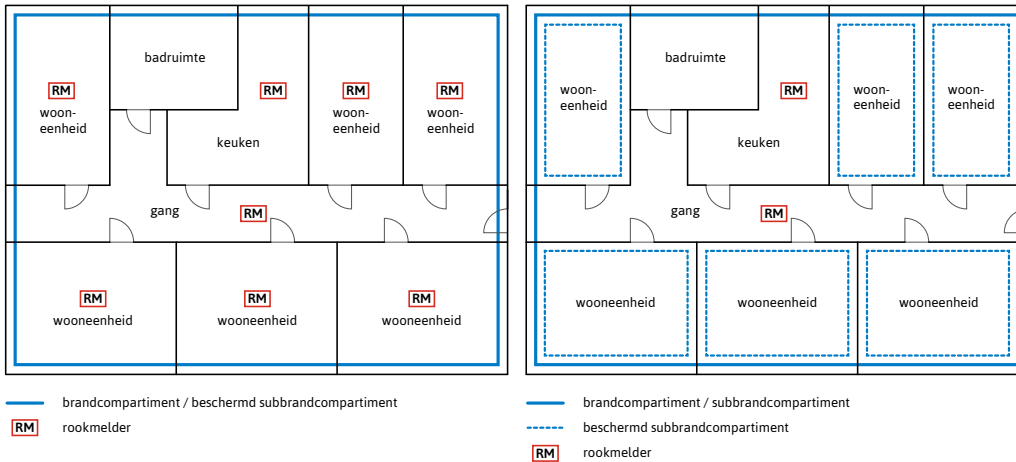 badruimte
RM
RM
RM
RM
woon-
eenheid
woon-
eenheid
woon-
eenheid
keuken
gang
RM
RM
RM
RM
wooneenheid
wooneenheid
wooneenheid
brandcompartiment / beschermd subbrandcompartiment
RM rookmelder
badruimte
woon-
eenheid
RM
woon-
eenheid
woon-
eenheid
keuken
gang
RM
wooneenheid
wooneenheid
wooneenheid
brandcompartiment / subbrandcompartiment
beschermd subbrandcompartiment
RM rookmelder